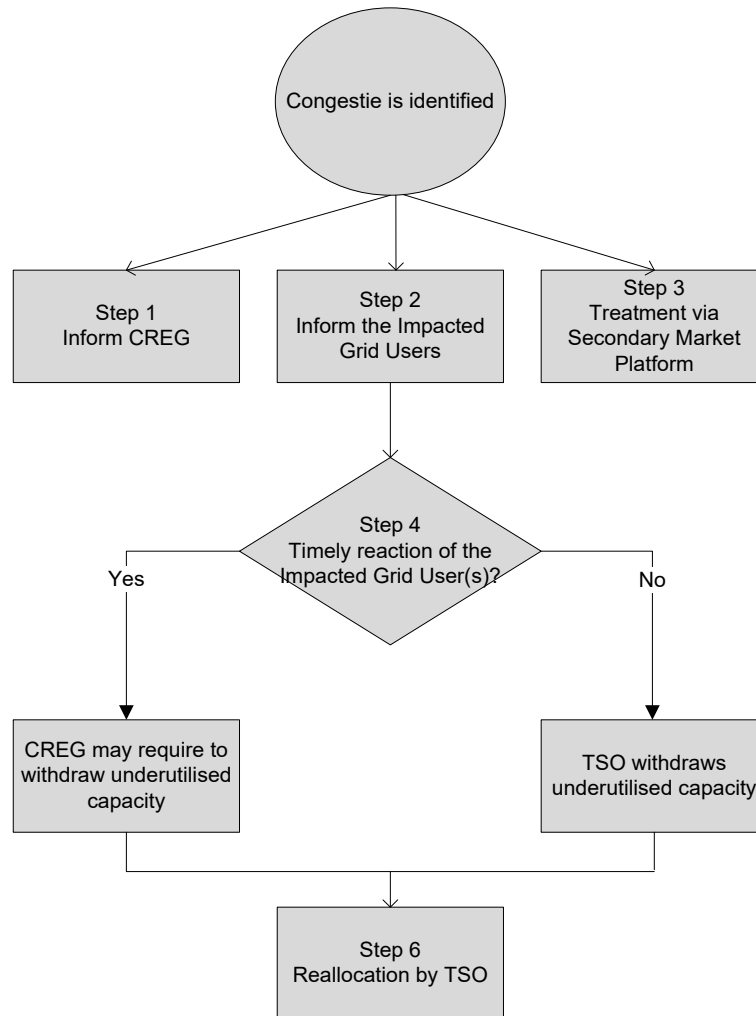 Congestie is identified
Step 1
Inform CREG
Step 2
Inform the Impacted
Grid Users
Step 3
Treatment via
Secondary Market
Platform
Step 4
Timely reaction of the
Impacted Grid User(s)?
Yes
No
CREG may require to
withdraw underutilised
capacity
TSO withdraws
underutilised capacity
Step 6
Reallocation by TSO